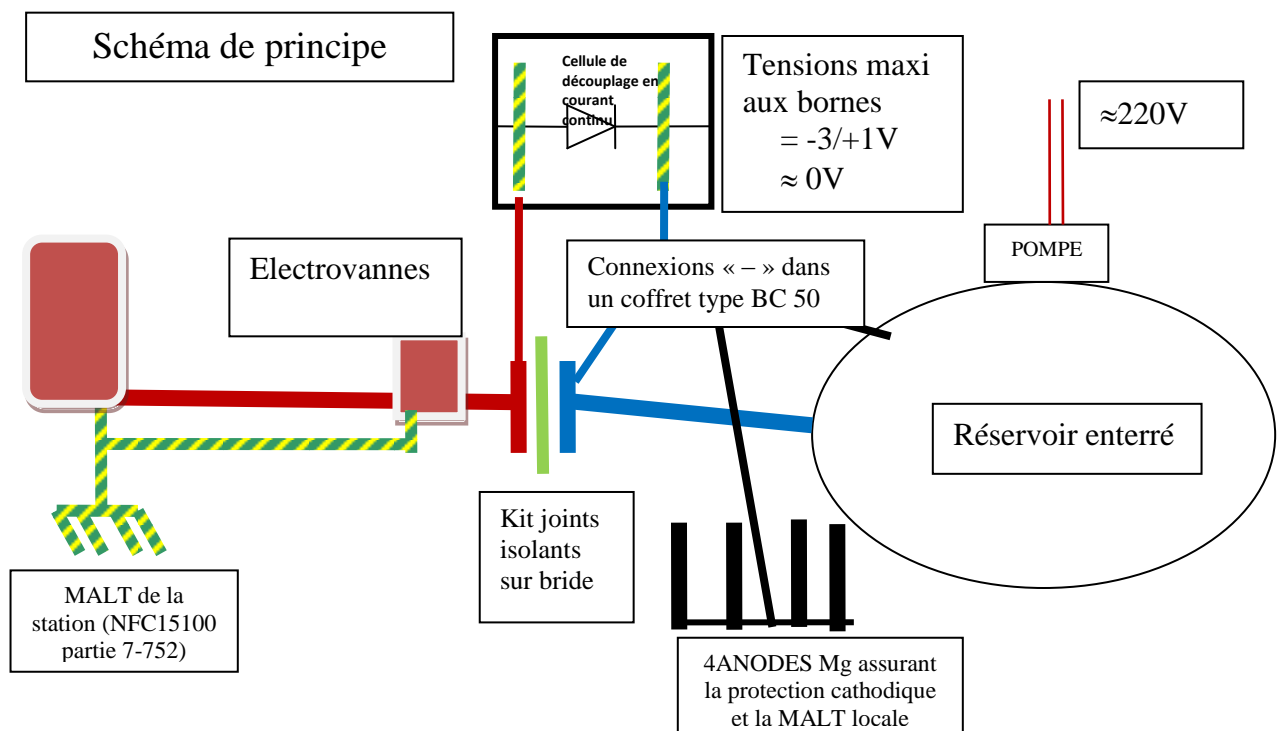 Schéma de principe
Cellule de
découplage en
courant
continu
Tensions maxi
aux bornes
= -3/+1V
≈ 0V
≈220V
POMPE
Electrovannes
Connexions « – » dans
un coffret type BC 50
Réservoir enterré
Kit joints
isolants
sur bride
MALT de la
station (NFC15100
partie 7-752)
4ANODES Mg assurant
la protection cathodique
et la MALT locale